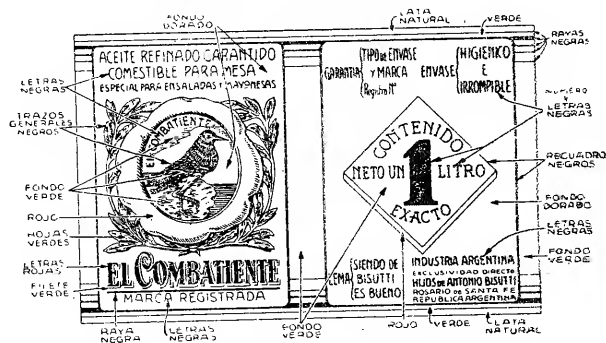 FONDO
DORADO
LATA
NATURAL
VERDE
RAYAS
NEGRAS
LETRAS
NEGRAS
TRAZOS
GENERALES
NEGROS
FONDO
VERDE
ROJO
HOJAS
VERDES
LETRAS
ROJAS
FILETE
VERDE
ACEITE REFINADO GARANTIDO
COMESTIBLE PARA MESA
ESPECIAL PARA ENSALADAS Y MAYONESAS
EL COMBATIENTE
EL COMBATIENTE
MARCA REGISTRADA
GARANTIA
TIPO DE ENVASE
Y MARCA
Registro Nº
ENVASE
HIGIENICO
E
IRROMPIBLE
CONTENIDO
NETO UN 1 LITRO
EXACTO
LEMA
SIENDO DE
BISUTTI
ES BUENO
INDUSTRIA ARGENTINA
EXCLUSIVIDAD DIRECTO
HIJOS DE ANTONIO BISUTTI
ROSARIO DE SANTA FE
REPUBLICA ARGENTINA
NUMERO
Y
LETRAS
NEGRAS
RECUADRO
NEGROS
FONDO
DORADO
LETRAS
NEGRAS
FONDO
VERDE
RAYA
NEGRA
LETRAS
NEGRAS
FONDO
VERDE
ROJO
VERDE
LATA
NATURAL